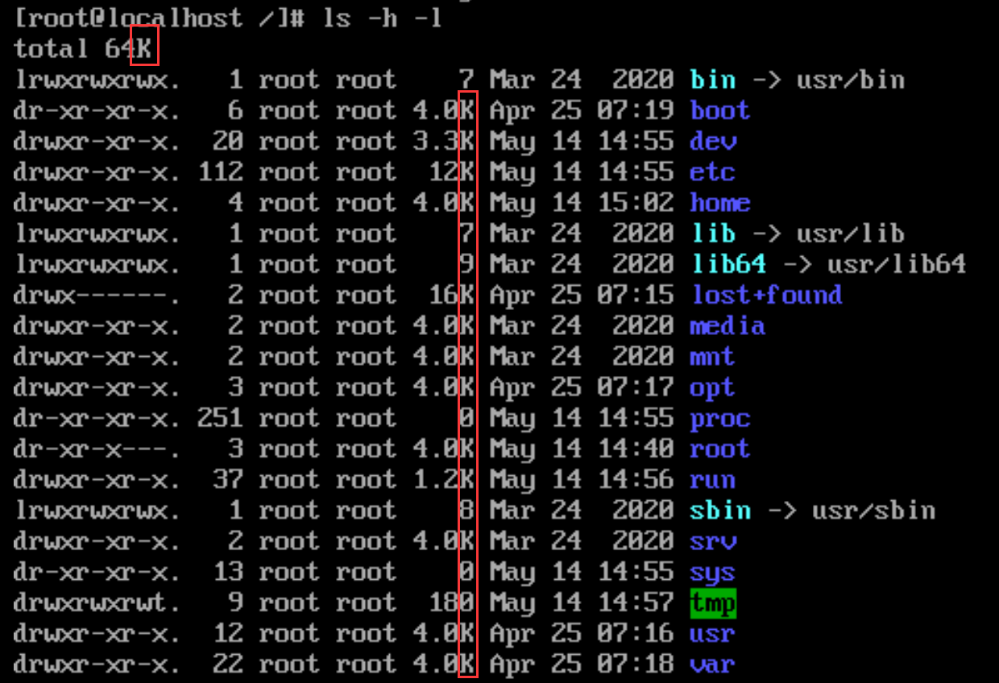 [root@localhost /]# ls -h -l
total 64K
lrwxrwxrwx.   1 root root    7 Mar 24  2020 bin -> usr/bin
dr-xr-xr-x.   6 root root 4.0K Apr 25 07:19 boot
drwxr-xr-x.  20 root root 3.3K May 14 14:55 dev
drwxr-xr-x. 112 root root  12K May 14 14:55 etc
drwxr-xr-x.   4 root root 4.0K May 14 15:02 home
lrwxrwxrwx.   1 root root    7 Mar 24  2020 lib -> usr/lib
lrwxrwxrwx.   1 root root    9 Mar 24  2020 lib64 -> usr/lib64
drwx------.   2 root root  16K Apr 25 07:15 lost+found
drwxr-xr-x.   2 root root 4.0K Mar 24  2020 media
drwxr-xr-x.   2 root root 4.0K Mar 24  2020 mnt
drwxr-xr-x.   3 root root 4.0K Apr 25 07:17 opt
dr-xr-xr-x. 251 root root    0 May 14 14:55 proc
dr-xr-x---.   3 root root 4.0K May 14 14:40 root
drwxr-xr-x.  37 root root 1.2K May 14 14:56 run
lrwxrwxrwx.   1 root root    8 Mar 24  2020 sbin -> usr/sbin
drwxr-xr-x.   2 root root 4.0K Mar 24  2020 srv
dr-xr-xr-x.  13 root root    0 May 14 14:55 sys
drwxrwxrwt.   9 root root  180 May 14 14:57 tmp
drwxr-xr-x.  12 root root 4.0K Apr 25 07:16 usr
drwxr-xr-x.  22 root root 4.0K Apr 25 07:18 var